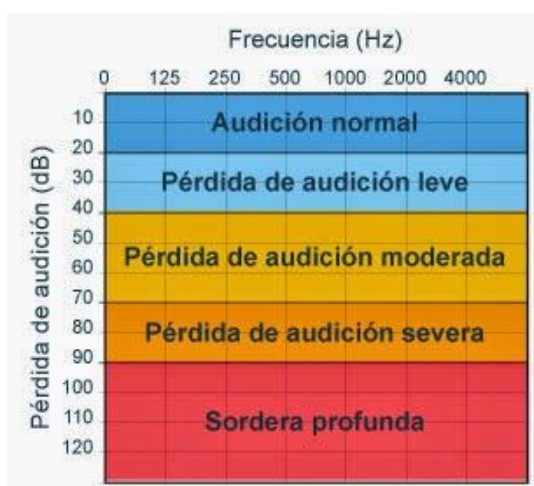 Frecuencia (Hz)
0 125 250 500 1000 2000 4000
Pérdida de audición (dB)
10
Audición normal
20
30
Pérdida de audición leve
40
50
Pérdida de audición moderada
60
70
80
Pérdida de audición severa
90
100
110
Sordera profunda
120